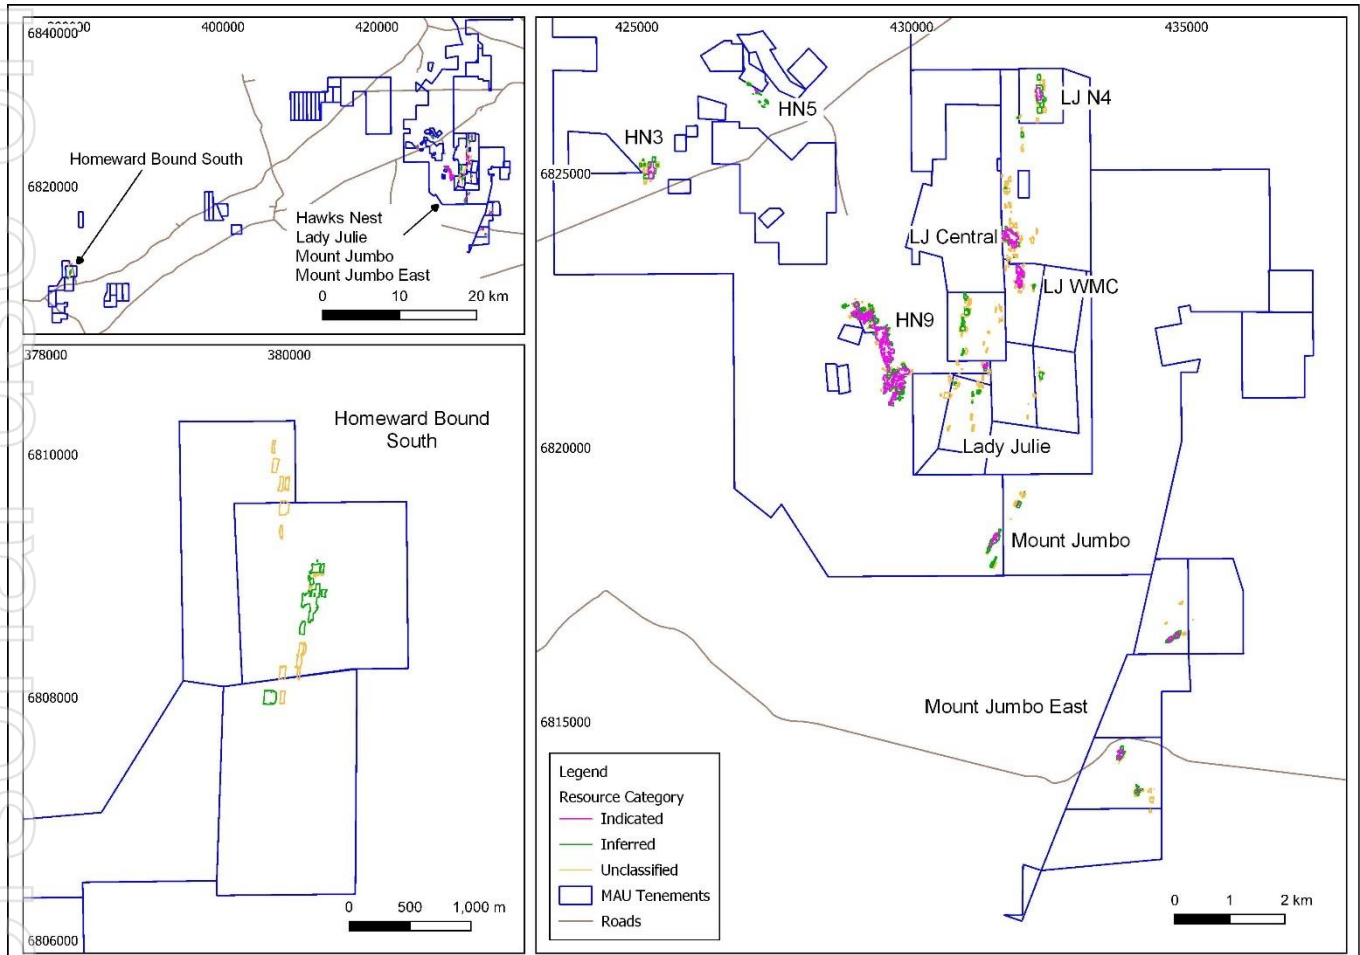 400000
420000
6840000
6820000
Homeward Bound South
Hawks Nest
Lady Julie
Mount Jumbo
Mount Jumbo East
0 10 20 km
378000
380000
Homeward Bound
South
6810000
6808000
6806000
0 500 1,000 m
425000
430000
435000
HN5
LJ N4
HN3
6825000
LJ Central
LJ WMC
HN9
6820000
Lady Julie
Mount Jumbo
Mount Jumbo East
6815000
Legend
Resource Category
Indicated
Inferred
Unclassified
MAU Tenements
Roads
0 1 2 km